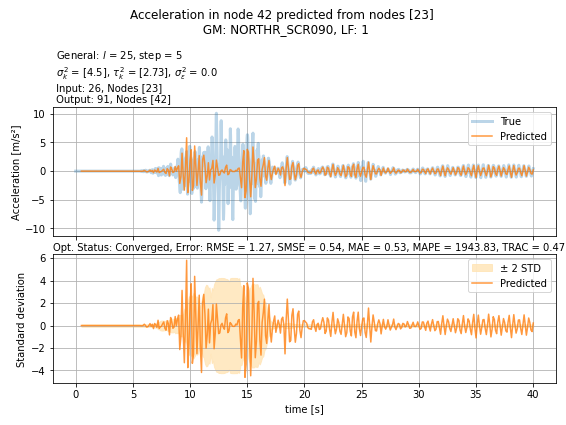 Acceleration in node 42 predicted from nodes [23]
GM: NORTHR_SCR090, LF: 1
General: l = 25, step = 5
σ²ₖ = [4.5], τ²ₖ = [2.73], σ²ε = 0.0
Input: 26, Nodes [23]
Output: 91, Nodes [42]
Acceleration [m/s²]
10
5
0
−5
−10
True
Predicted
Opt. Status: Converged, Error: RMSE = 1.27, SMSE = 0.54, MAE = 0.53, MAPE = 1943.83, TRAC = 0.47
Standard deviation
6
4
2
0
−2
−4
± 2 STD
Predicted
0 5 10 15 20 25 30 35 40
time [s]